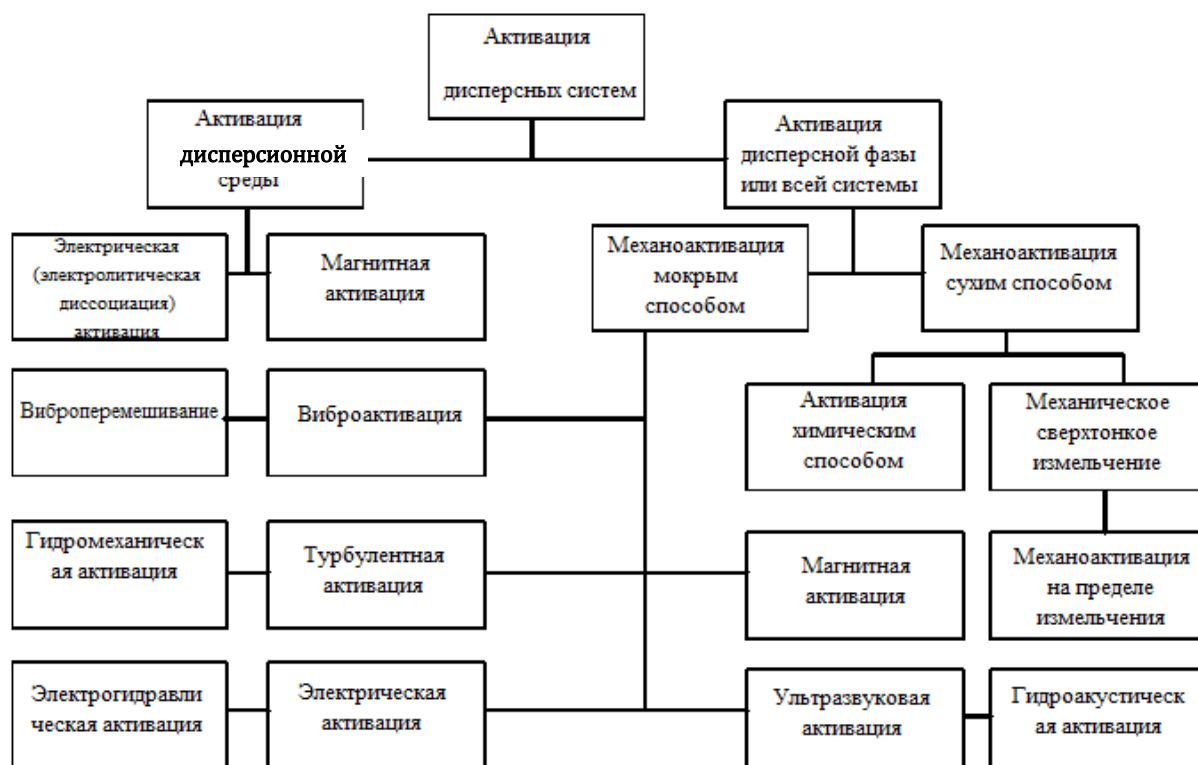 Активация
дисперсных систем
Активация
дисперсионной
среды
Активация
дисперсной фазы
или всей системы
Электрическая
(электролитическая
диссоциация)
активация
Магнитная
активация
Механоактивация
мокрым
способом
Механоактивация
сухим способом
Виброперемешивание
Виброактивация
Активация
химическим
способом
Механическое
сверхтонкое
измельчение
Гидромеханическ
ая активация
Турбулентная
активация
Магнитная
активация
Механоактивация
на пределе
измельчения
Электрогидравли
ческая активация
Электрическая
активация
Ультразвуковая
активация
Гидроакустическ
ая активация